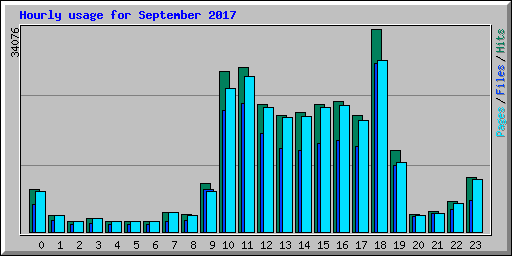 Hourly usage for September 2017
34076
Pages/Files/Hits
0 1 2 3 4 5 6 7 8 9 10 11 12 13 14 15 16 17 18 19 20 21 22 23